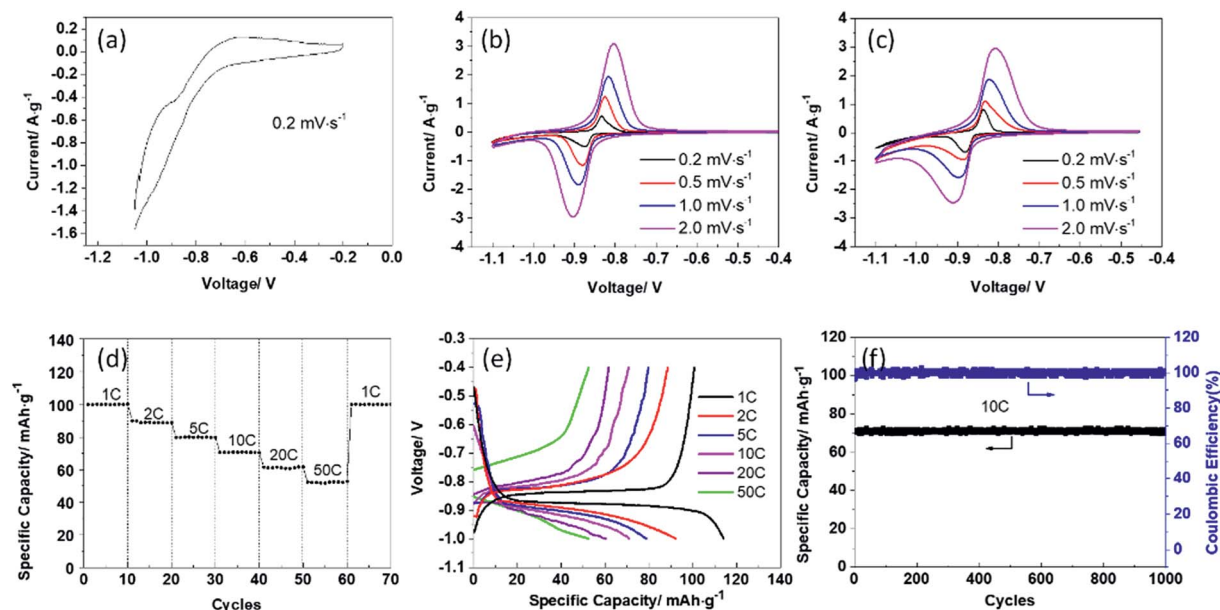 (a)
0.2
0.0
-0.2
-0.4
-0.6
-0.8
-1.0
-1.2
-1.4
-1.6
Current/ A·g⁻¹
0.2 mV·s⁻¹
-1.2 -1.0 -0.8 -0.6 -0.4 -0.2 0.0
Voltage/ V
(b)
4
3
2
1
0
-1
-2
-3
-4
Current/ A·g⁻¹
0.2 mV·s⁻¹
0.5 mV·s⁻¹
1.0 mV·s⁻¹
2.0 mV·s⁻¹
-1.1 -1.0 -0.9 -0.8 -0.7 -0.6 -0.5 -0.4
Voltage/ V
(c)
4
3
2
1
0
-1
-2
-3
-4
Current/ A·g⁻¹
0.2 mV·s⁻¹
0.5 mV·s⁻¹
1.0 mV·s⁻¹
2.0 mV·s⁻¹
-1.1 -1.0 -0.9 -0.8 -0.7 -0.6 -0.5 -0.4
Voltage/ V
(d)
140
120
100
80
60
40
20
0
Specific Capacity/ mAh·g⁻¹
1C
2C
5C
10C
20C
50C
1C
0 10 20 30 40 50 60 70
Cycles
(e)
-0.3
-0.4
-0.5
-0.6
-0.7
-0.8
-0.9
-1.0
-1.1
Voltage/ V
1C
2C
5C
10C
20C
50C
0 20 40 60 80 100 120 140
Specific Capacity/ mAh·g⁻¹
(f)
120
100
80
60
40
20
0
Specific Capacity/ mAh·g⁻¹
10C
120
100
80
60
40
20
0
Coulombic Efficiency(%)
0 200 400 600 800 1000
Cycles